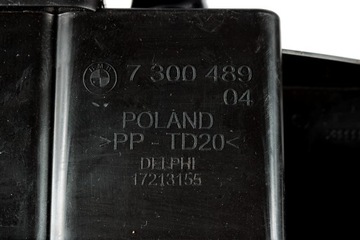 7 300 489
04
POLAND
>PP - TD20<
DELPHI
17213155